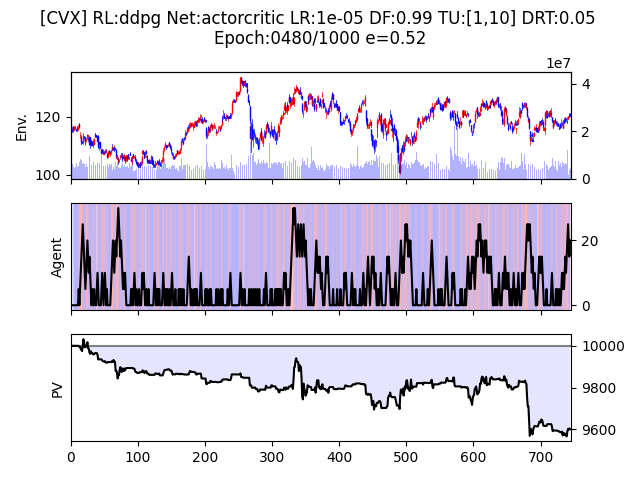 [CVX] RL:ddpg Net:actorcritic LR:1e-05 DF:0.99 TU:[1,10] DRT:0.05
Epoch:0480/1000 e=0.52
1e7
Env.
120
100
4
2
0
Agent
20
0
PV
10000
9800
9600
0 100 200 300 400 500 600 700